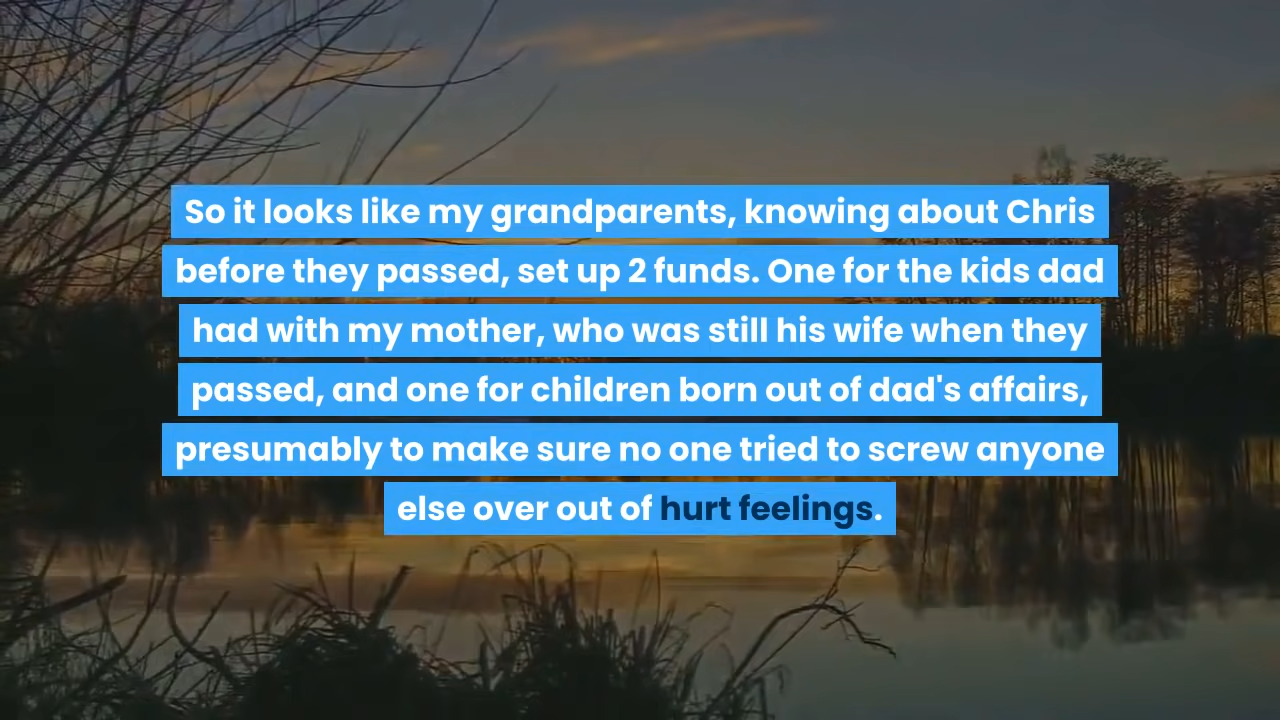 So it looks like my grandparents, knowing about Chris
before they passed, set up 2 funds. One for the kids dad
had with my mother, who was still his wife when they
passed, and one for children born out of dad's affairs,
presumably to make sure no one tried to screw anyone
else over out of hurt feelings.